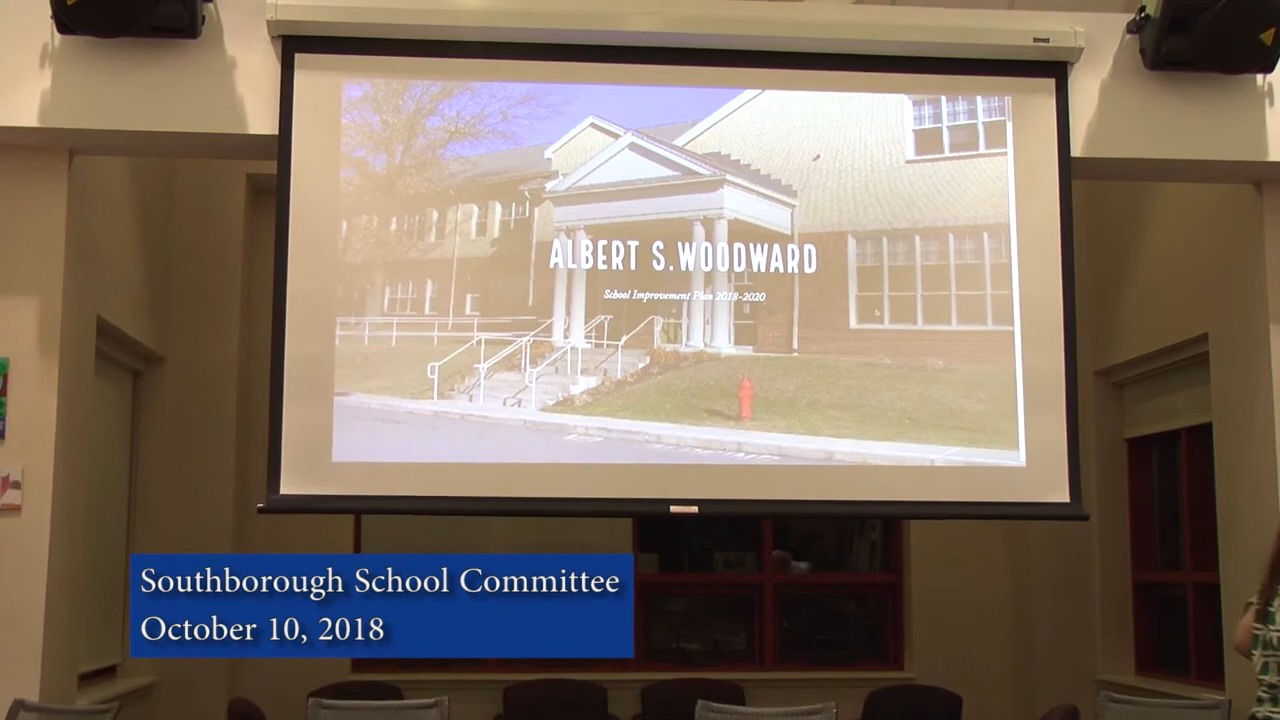 ALBERT S.WOODWARD
School Improvement Plan 2018-2020
Southborough School Committee
October 10, 2018